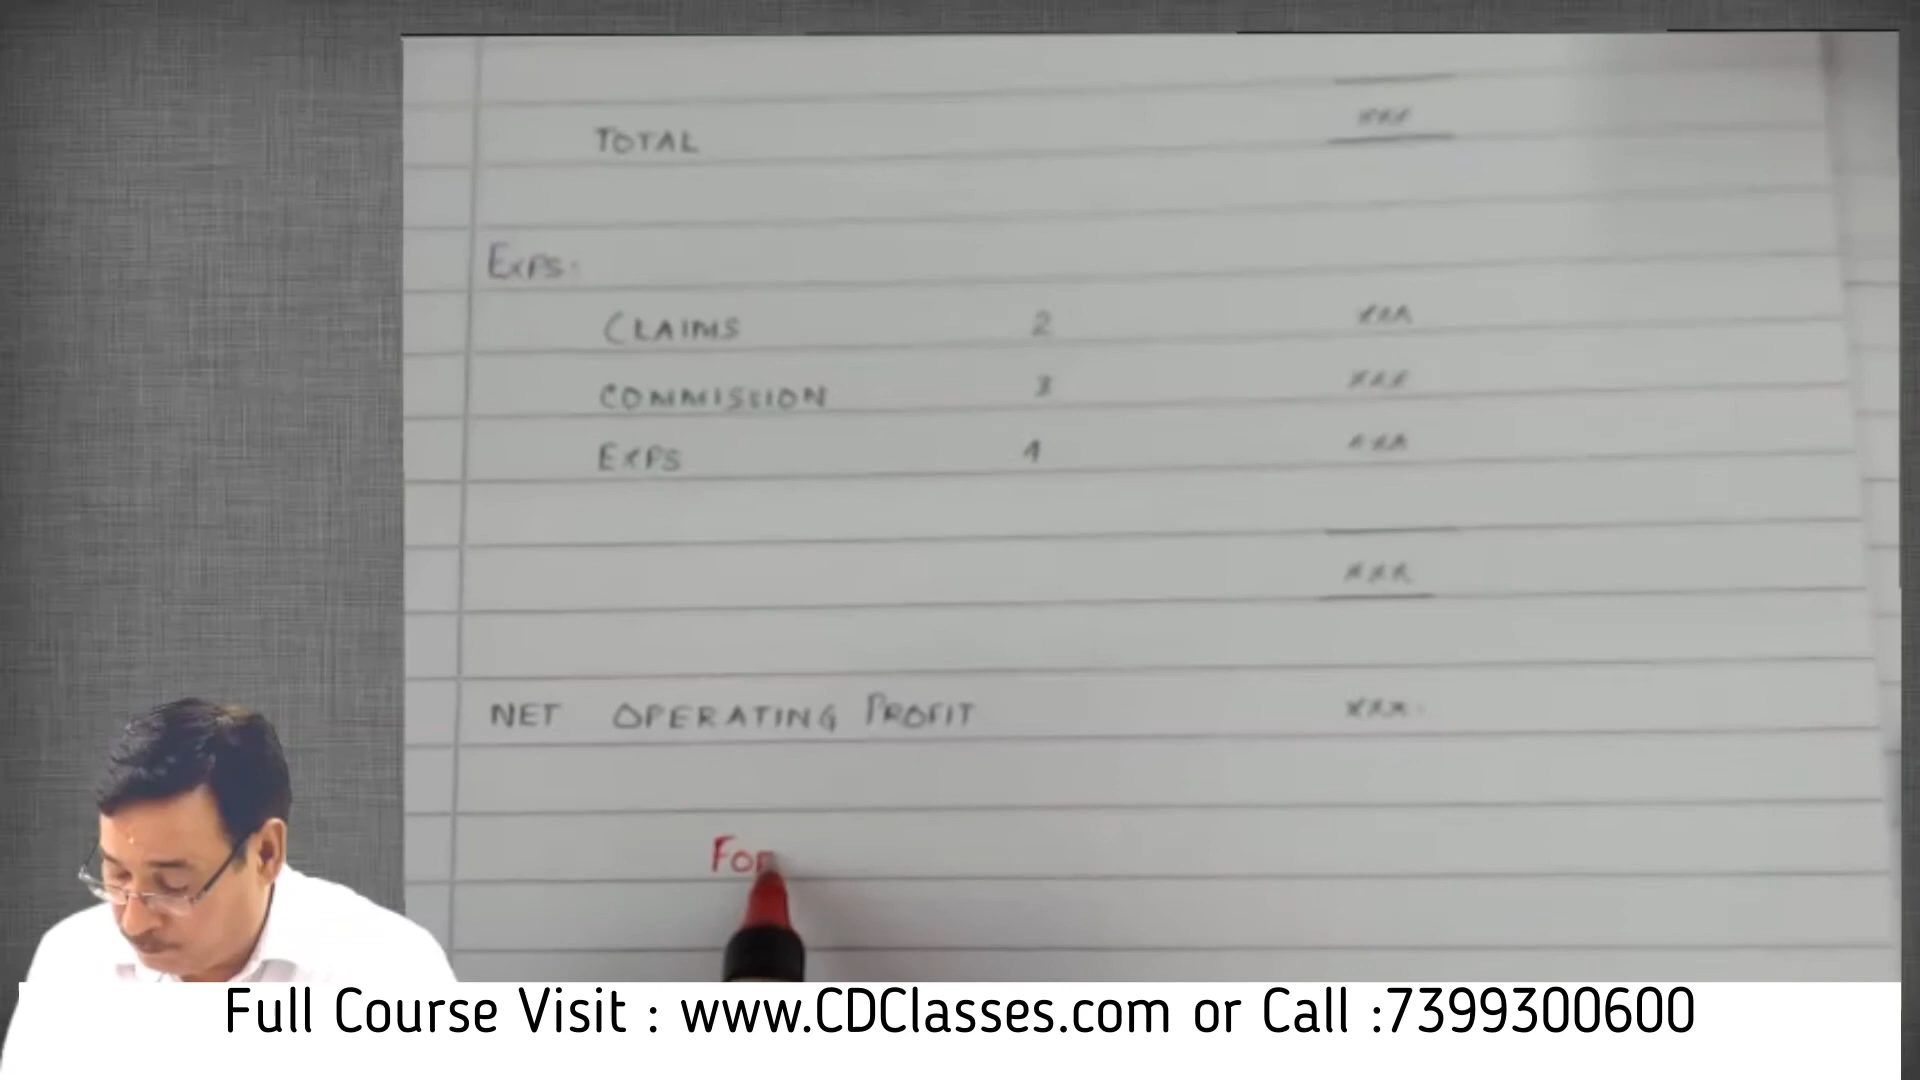 xxx
TOTAL
EXPS.
CLAIMS 2 xxx
COMMISSION 3 xxx
EXPS 4 xxx
xxx
NET OPERATING PROFIT xxx.
FOR
Full Course Visit : www.CDClasses.com or Call :7399300600